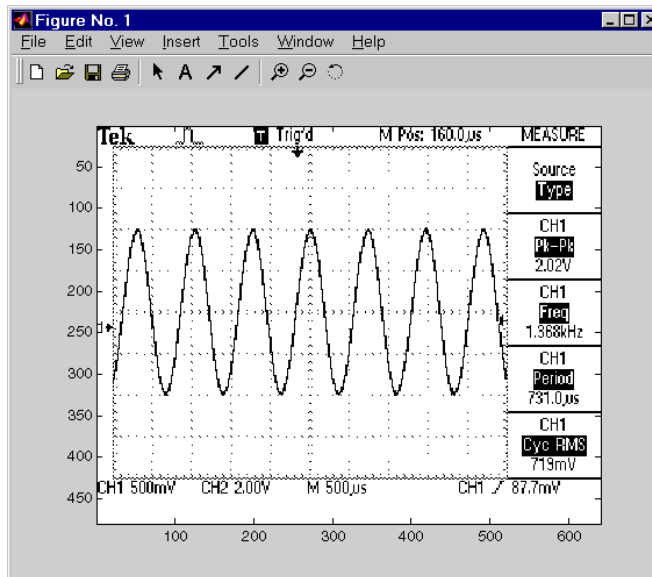 Figure No. 1
File Edit View Insert Tools Window Help
A
Tek T Trig'd M Pos: 160.0µs MEASURE
Source
Type
CH1
Pk-Pk
2.02V
CH1
Freq
1.368kHz
CH1
Period
731.0µs
CH1
Cyc RMS
719mV
CH1 500mV CH2 2.00V M 500µs CH1 87.7mV
50
100
150
200
250
300
350
400
450
100 200 300 400 500 600